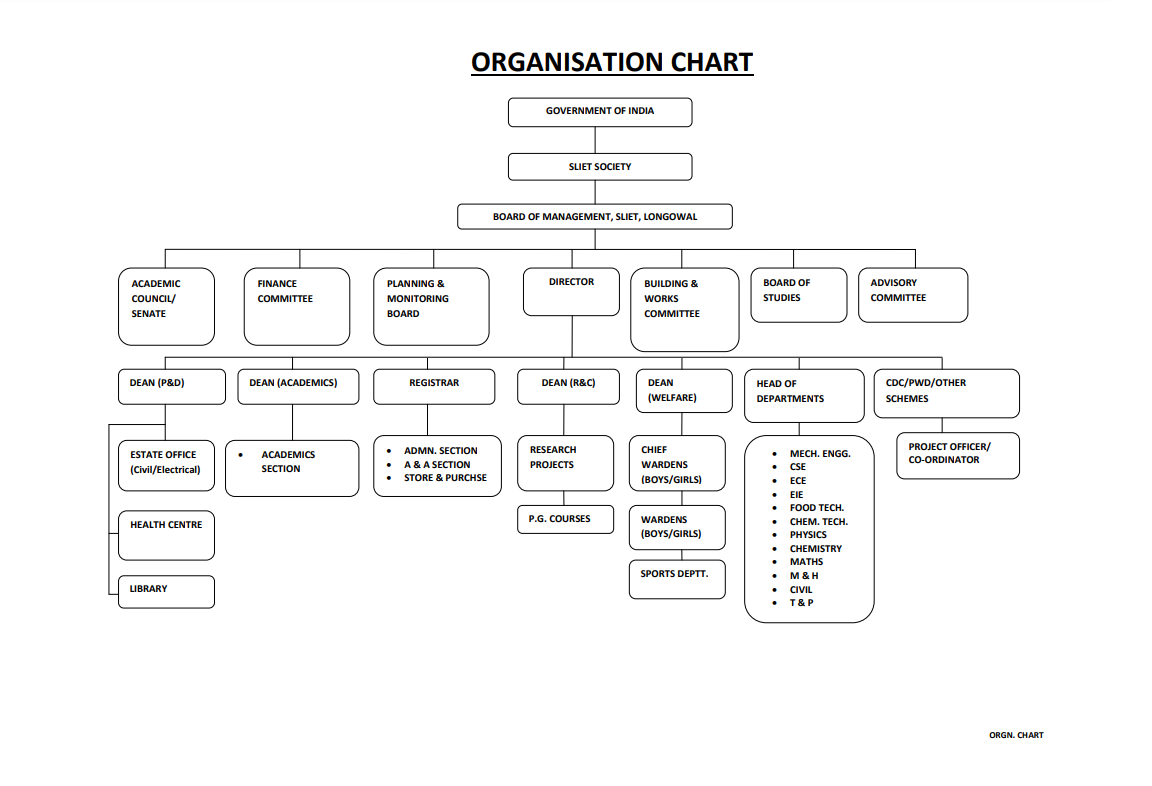 ORGANISATION CHART
GOVERNMENT OF INDIA
SLIET SOCIETY
BOARD OF MANAGEMENT, SLIET, LONGOWAL
ACADEMIC
COUNCIL/
SENATE
FINANCE
COMMITTEE
PLANNING &
MONITORING
BOARD
DIRECTOR
BUILDING &
WORKS
COMMITTEE
BOARD OF
STUDIES
ADVISORY
COMMITTEE
DEAN (P&D)
DEAN (ACADEMICS)
REGISTRAR
DEAN (R&C)
DEAN
(WELFARE)
HEAD OF
DEPARTMENTS
CDC/PWD/OTHER
SCHEMES
ESTATE OFFICE
(Civil/Electrical)
HEALTH CENTRE
LIBRARY
• ACADEMICS
SECTION
• ADMN. SECTION
• A & A SECTION
• STORE & PURCHSE
RESEARCH
PROJECTS
P.G. COURSES
CHIEF
WARDENS
(BOYS/GIRLS)
WARDENS
(BOYS/GIRLS)
SPORTS DEPTT.
• MECH. ENGG.
• CSE
• ECE
• EIE
• FOOD TECH.
• CHEM. TECH.
• PHYSICS
• CHEMISTRY
• MATHS
• M & H
• CIVIL
• T & P
PROJECT OFFICER/
CO-ORDINATOR
ORGN. CHART